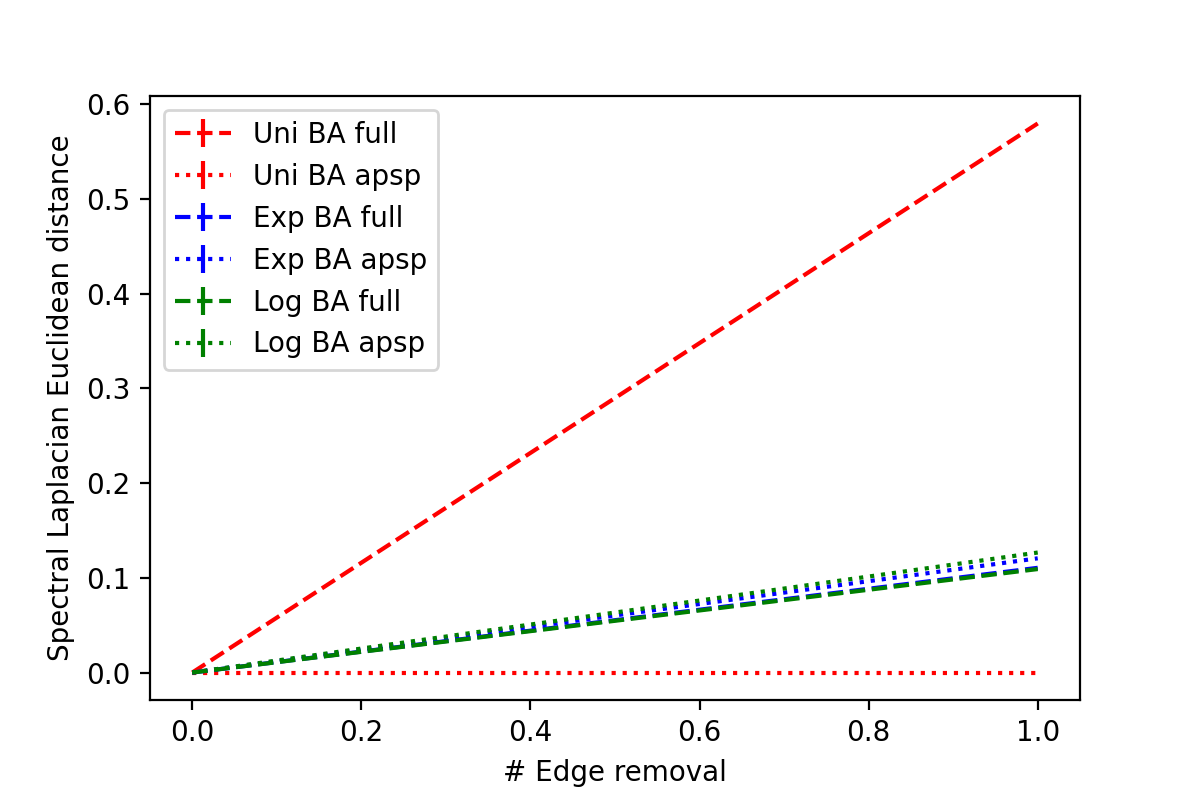 Uni BA full
Uni BA apsp
Exp BA full
Exp BA apsp
Log BA full
Log BA apsp
Spectral Laplacian Euclidean distance
0.6
0.5
0.4
0.3
0.2
0.1
0.0
0.0 0.2 0.4 0.6 0.8 1.0
# Edge removal